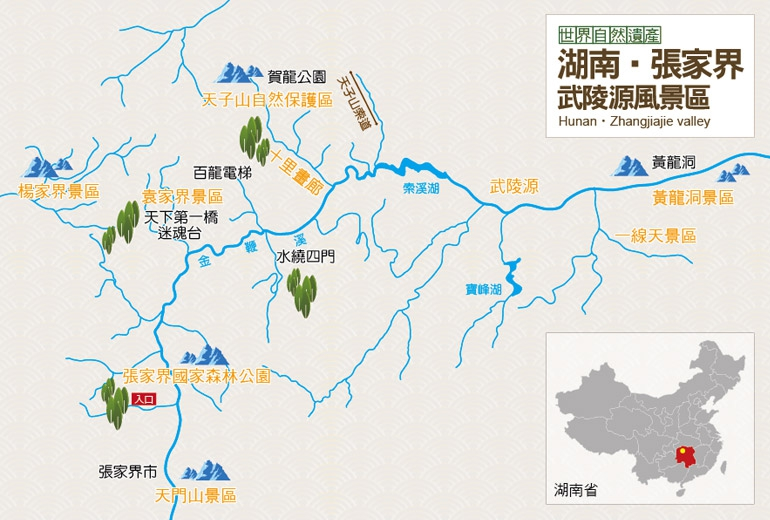 世界自然遺產
湖南・張家界
武陵源風景區
Hunan・Zhangjiajie valley
賀龍公園
天子山自然保護區
天子山索道
十里畫廊
百龍電梯
楊家界景區
袁家界景區
天下第一橋
迷魂台
索溪湖
武陵源
黃龍洞
黃龍洞景區
一線天景區
金鞭溪
水繞四門
寶峰湖
張家界國家森林公園
入口
張家界市
天門山景區
湖南省